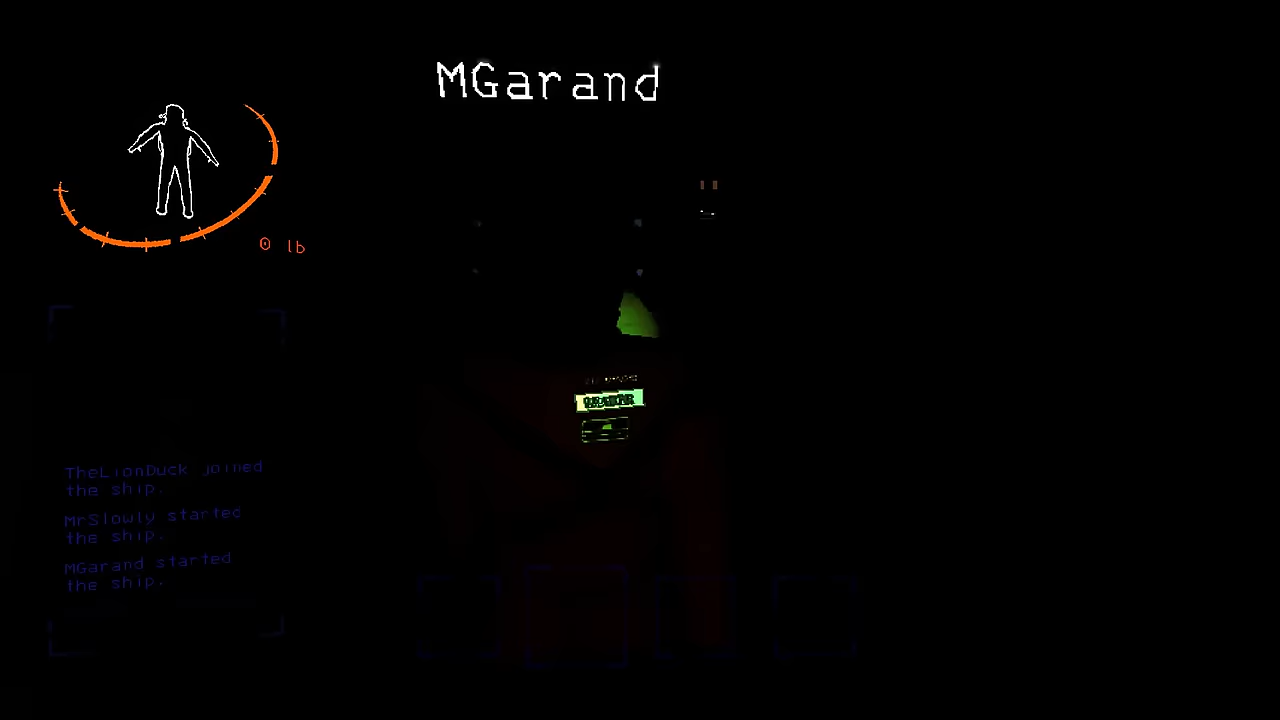 MGarand
0 lb
TheLionDuck joined
the ship.
MrSlowly started
the ship.
MGarand started
the ship.